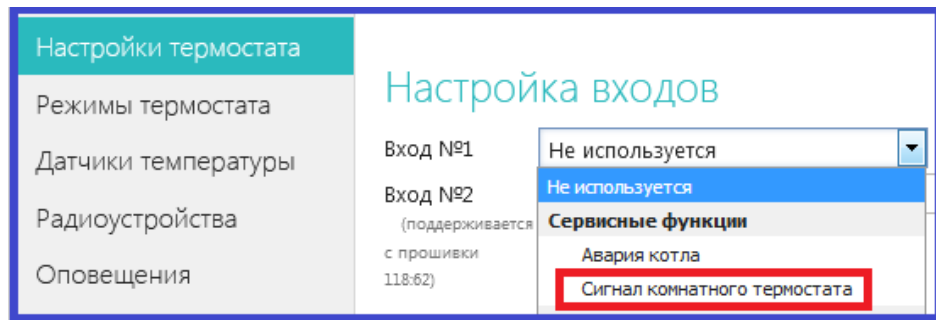 Настройки термостата
Режимы термостата
Датчики температуры
Радиоустройства
Оповещения
Настройка входов
Вход №1
Не используется
Вход №2
(поддерживается
с прошивки
118:62)
Не используется
Сервисные функции
Авария котла
Сигнал комнатного термостата